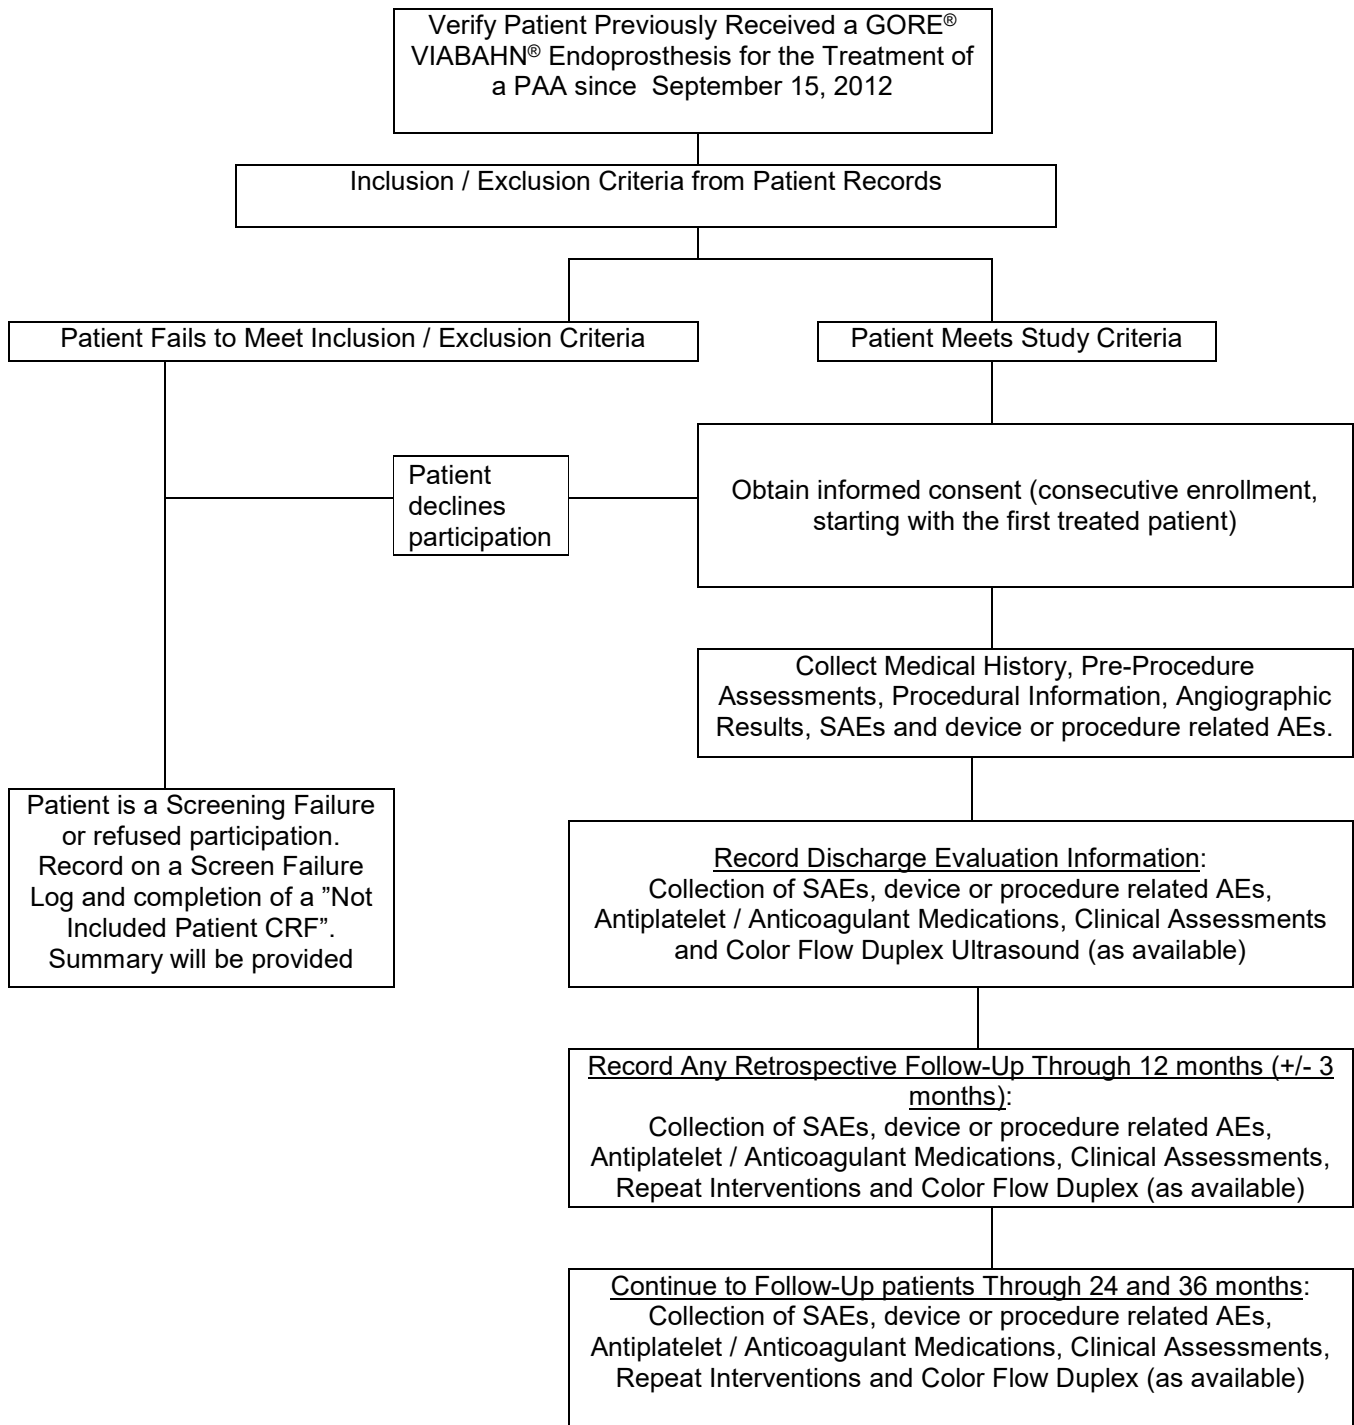 Verify Patient Previously Received a GORE®
VIABAHN® Endoprosthesis for the Treatment of
a PAA since  September 15, 2012
Inclusion / Exclusion Criteria from Patient Records
Patient Fails to Meet Inclusion / Exclusion Criteria
Patient Meets Study Criteria
Patient
declines
participation
Obtain informed consent (consecutive enrollment,
starting with the first treated patient)
Collect Medical History, Pre-Procedure
Assessments, Procedural Information, Angiographic
Results, SAEs and device or procedure related AEs.
Patient is a Screening Failure
or refused participation.
Record on a Screen Failure
Log and completion of a ”Not
Included Patient CRF”.
Summary will be provided
Record Discharge Evaluation Information:
Collection of SAEs, device or procedure related AEs,
Antiplatelet / Anticoagulant Medications, Clinical Assessments
and Color Flow Duplex Ultrasound (as available)
Record Any Retrospective Follow-Up Through 12 months (+/- 3
months):
Collection of SAEs, device or procedure related AEs,
Antiplatelet / Anticoagulant Medications, Clinical Assessments,
Repeat Interventions and Color Flow Duplex (as available)
Continue to Follow-Up patients Through 24 and 36 months:
Collection of SAEs, device or procedure related AEs,
Antiplatelet / Anticoagulant Medications, Clinical Assessments,
Repeat Interventions and Color Flow Duplex (as available)